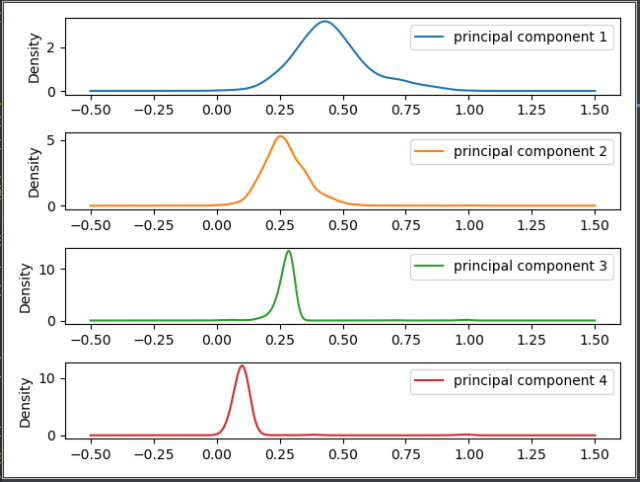 principal component 1
Density
2
0
−0.50 −0.25 0.00 0.25 0.50 0.75 1.00 1.25 1.50
principal component 2
Density
5
0
−0.50 −0.25 0.00 0.25 0.50 0.75 1.00 1.25 1.50
principal component 3
Density
10
0
−0.50 −0.25 0.00 0.25 0.50 0.75 1.00 1.25 1.50
principal component 4
Density
10
0
−0.50 −0.25 0.00 0.25 0.50 0.75 1.00 1.25 1.50